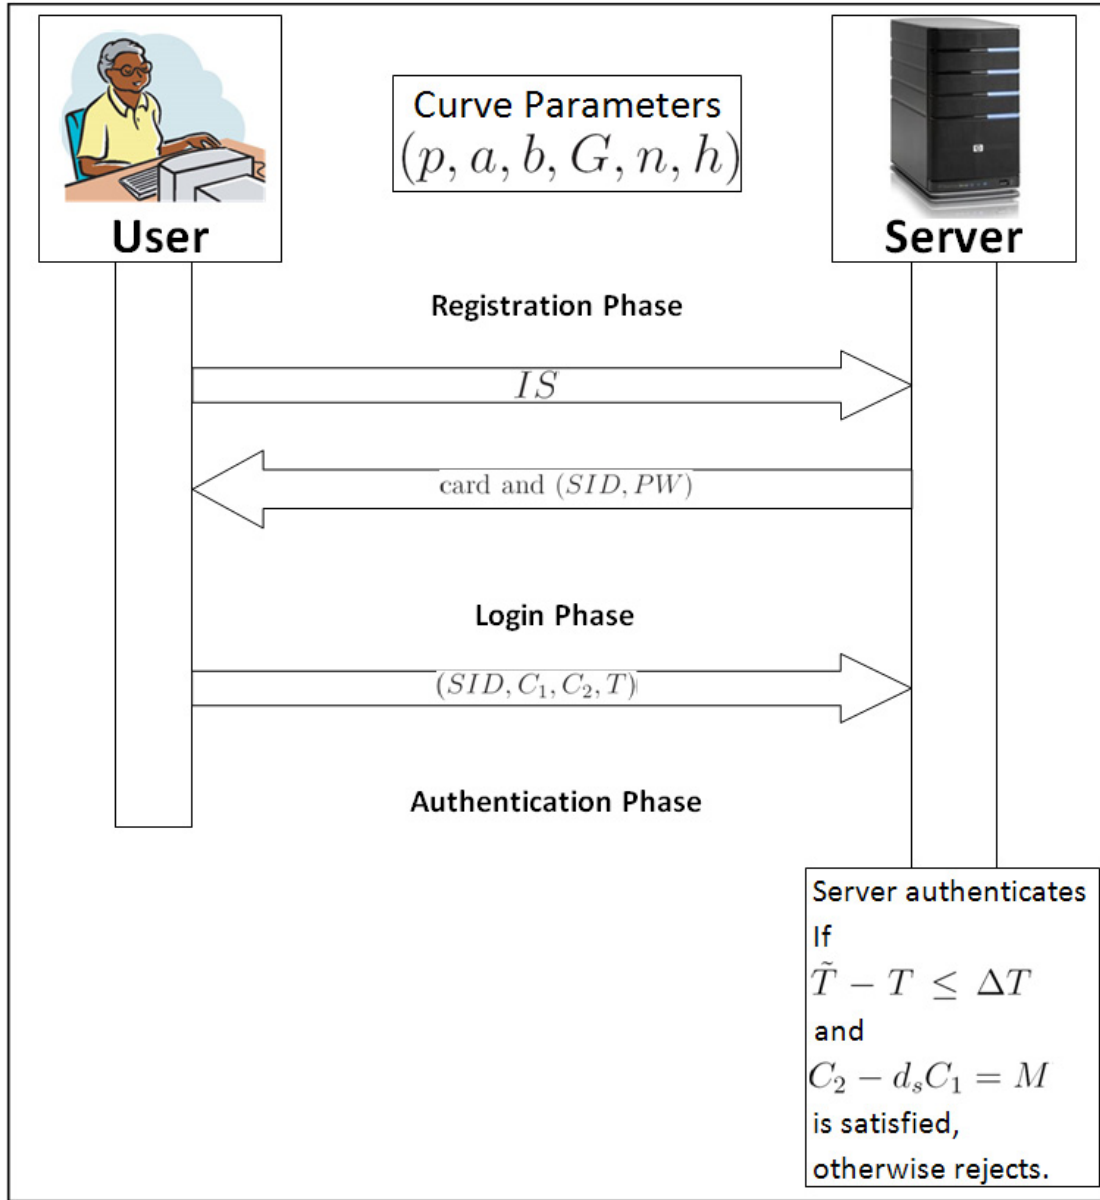 Curve Parameters
(p, a, b, G, n, h)
User
Server
Registration Phase
IS
card and (SID, PW)
Login Phase
(SID, C₁, C₂, T)
Authentication Phase
Server authenticates
If
T̃ − T ≤ ΔT
and
C₂ − dₛC₁ = M
is satisfied,
otherwise rejects.